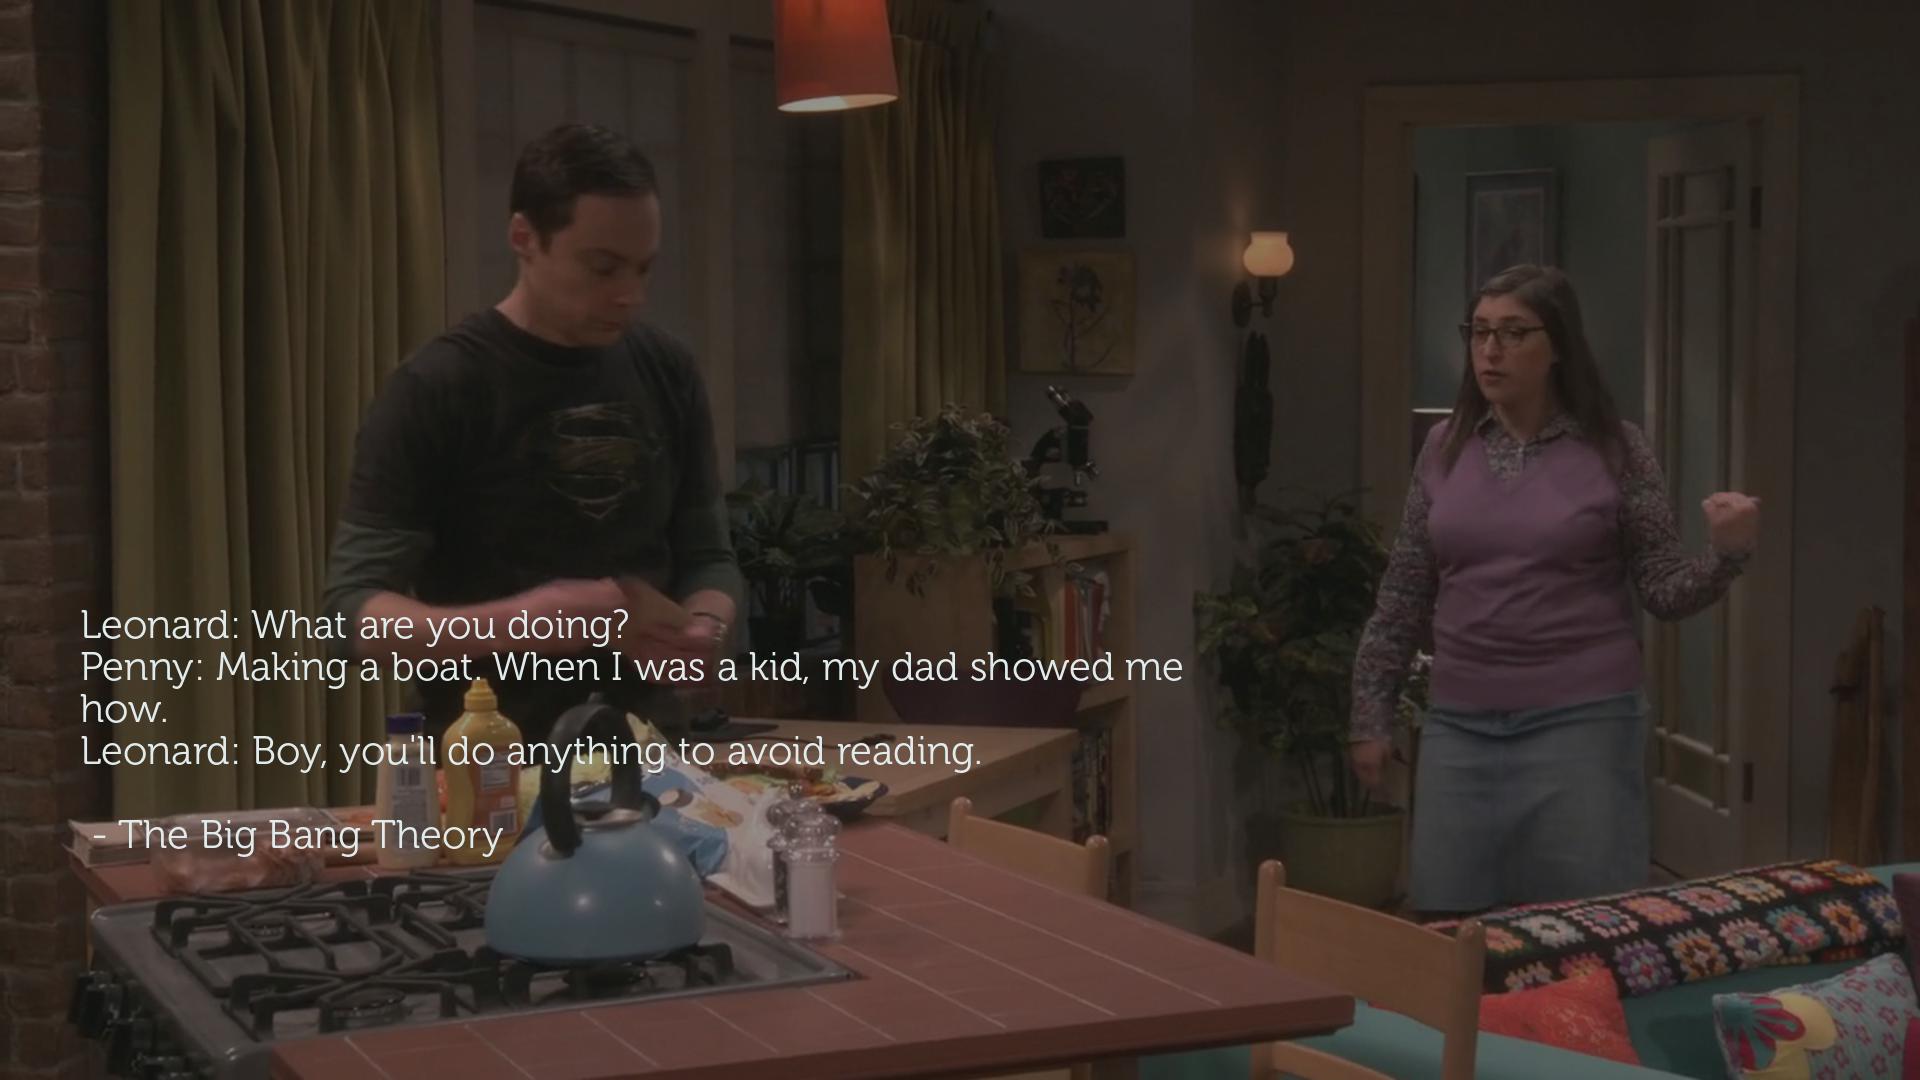 Leonard: What are you doing?
Penny: Making a boat. When I was a kid, my dad showed me
how.
Leonard: Boy, you'll do anything to avoid reading.
- The Big Bang Theory